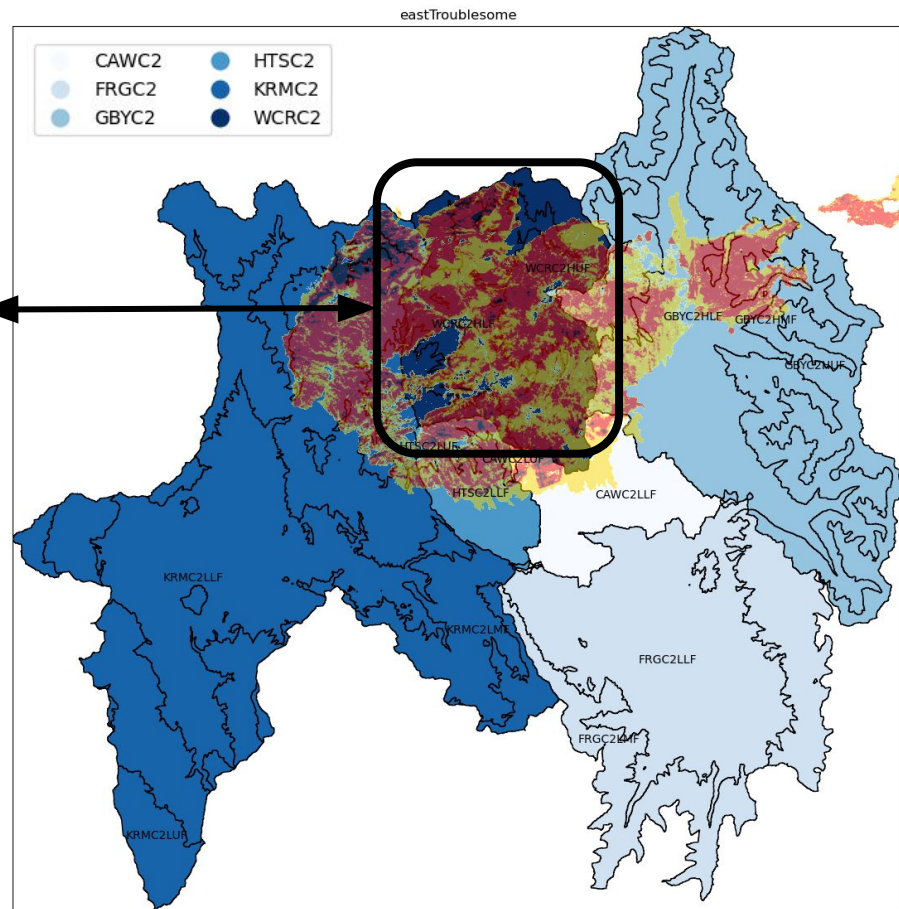 eastTroublesome
CAWC2
FRGC2
GBYC2
HTSC2
KRMC2
WCRC2
WCRC2HUF
WCRC2HLF
GBYC2HLF
GBYC2HMF
GBYC2HUF
HTSC2LUF
CAWC2LUF
HTSC2LLF
CAWC2LLF
KRMC2LLF
KRMC2LMF
FRGC2LLF
FRGC2LMF
KRMC2LUF